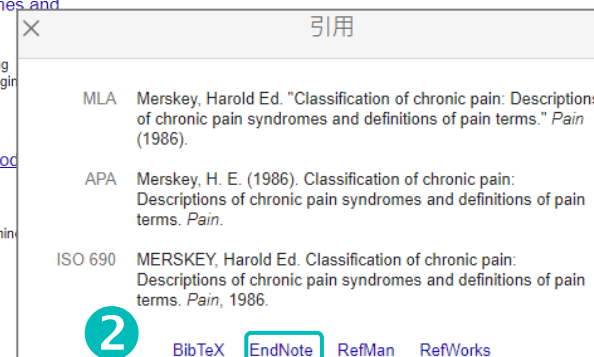 mes and
引用
MLA Merskey, Harold Ed. "Classification of chronic pain: Descriptions
of chronic pain syndromes and definitions of pain terms." Pain
(1986).
APA Merskey, H. E. (1986). Classification of chronic pain:
Descriptions of chronic pain syndromes and definitions of pain
terms. Pain.
ISO 690 MERSKEY, Harold Ed. Classification of chronic pain:
Descriptions of chronic pain syndromes and definitions of pain
terms. Pain, 1986.
2
BibTeX EndNote RefMan RefWorks